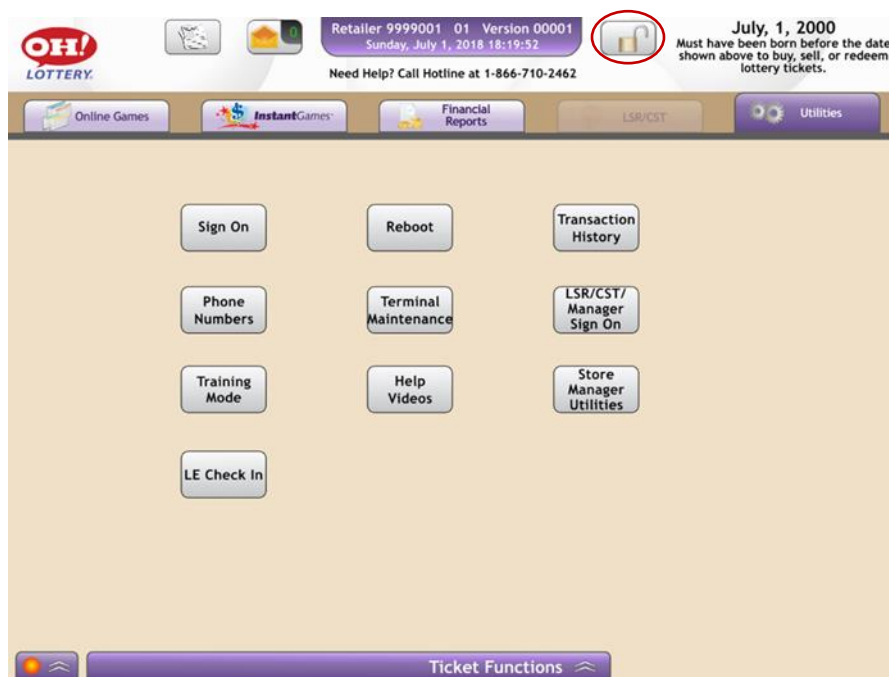 OH!
LOTTERY.
0
Retailer 9999001 01 Version 00001
Sunday, July 1, 2018 18:19:52
Need Help? Call Hotline at 1-866-710-2462
July, 1, 2000
Must have been born before the date
shown above to buy, sell, or redeem
lottery tickets.
Online Games
InstantGames
Financial
Reports
LSR/CST
Utilities
Sign On
Reboot
Transaction
History
Phone
Numbers
Terminal
Maintenance
LSR/CST/
Manager
Sign On
Training
Mode
Help
Videos
Store
Manager
Utilities
LE Check In
Ticket Functions